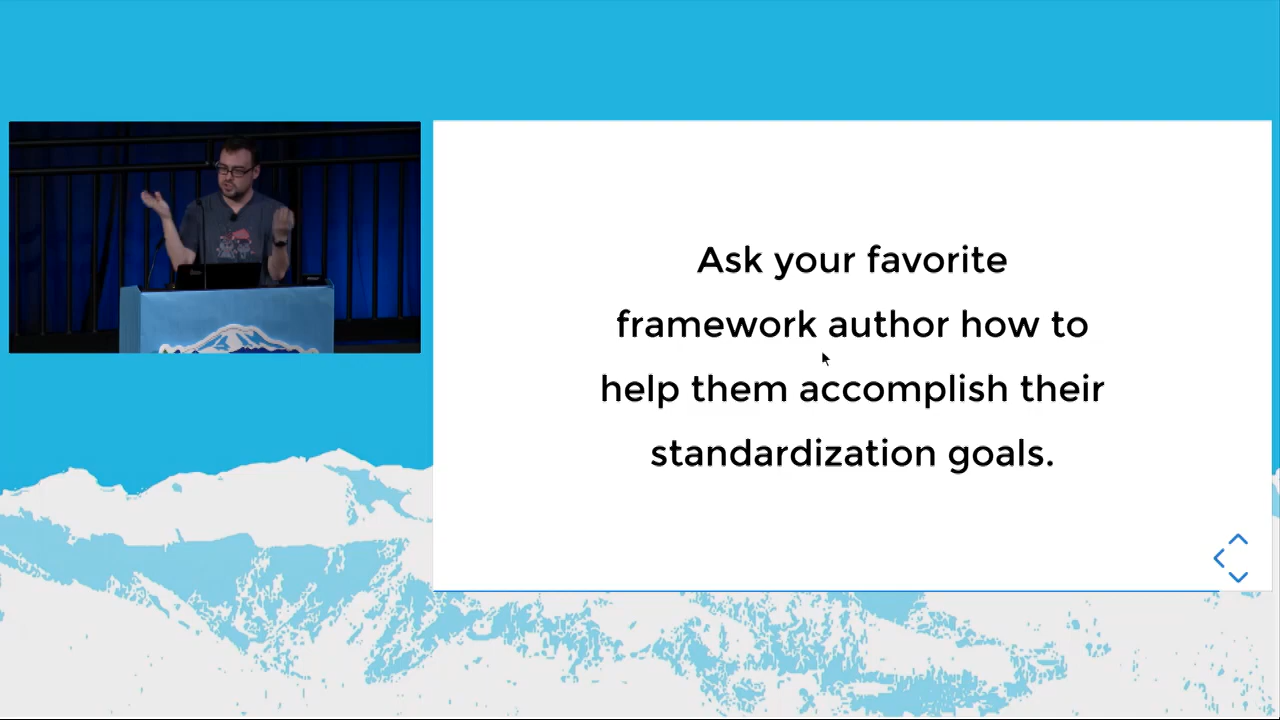 Ask your favorite
framework author how to
help them accomplish their
standardization goals.